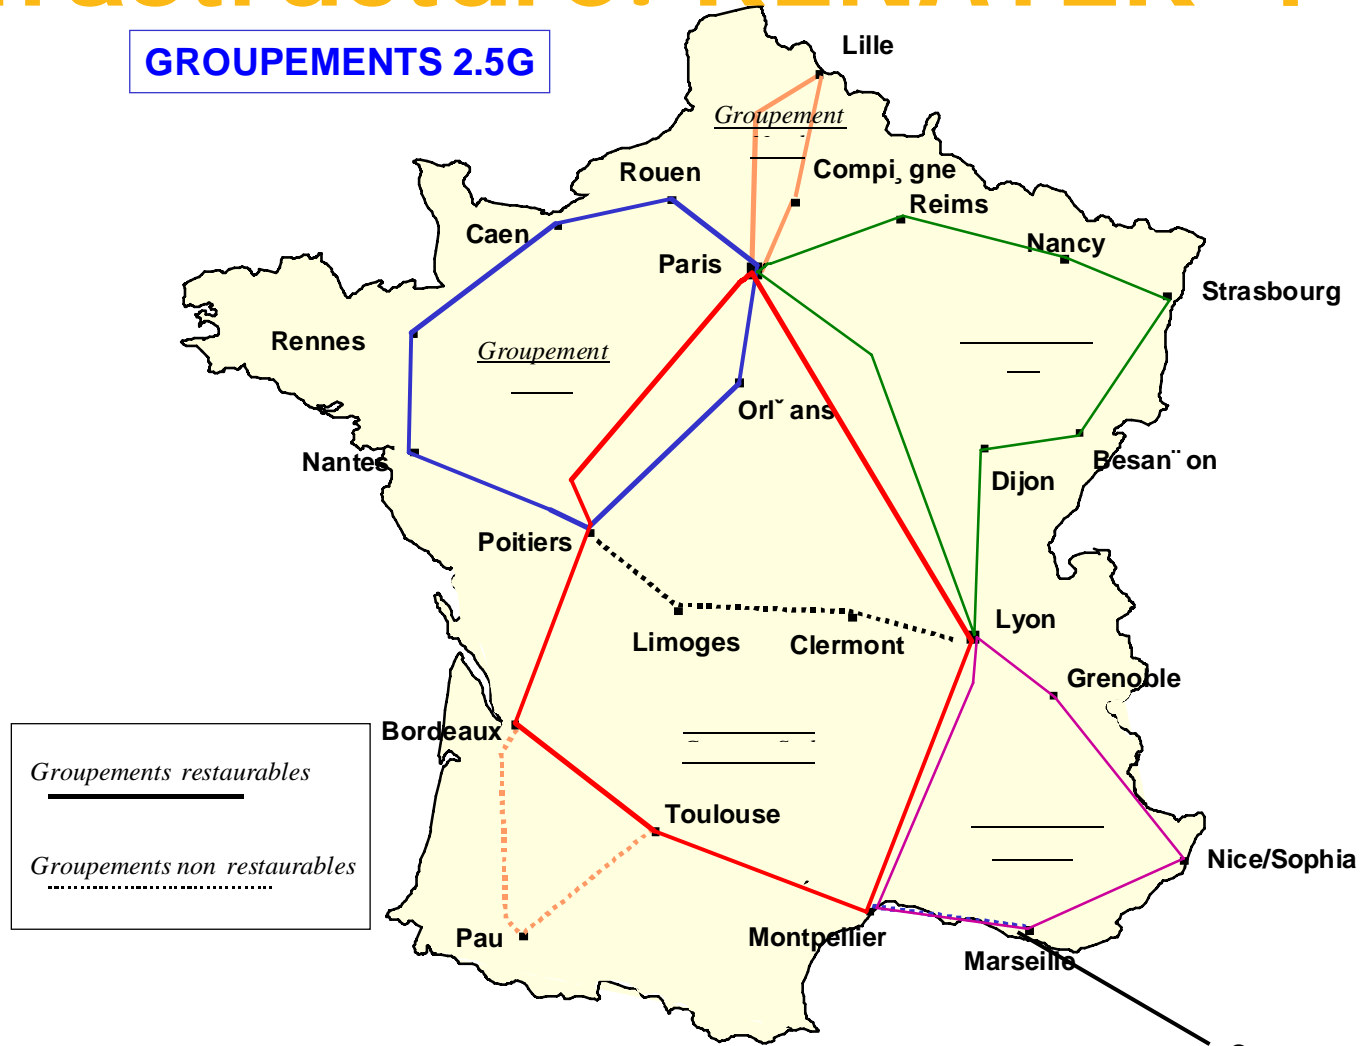 GROUPEMENTS 2.5G
Lille
Groupement
Rouen
Compi¸ gne
Reims
Caen
Nancy
Paris
Strasbourg
Rennes
Groupement
Orlˇ ans
Nantes
Besan¨ on
Dijon
Poitiers
Lyon
Limoges
Clermont
Grenoble
Bordeaux
Groupements restaurables
Toulouse
Groupements non restaurables
Nice/Sophia
Pau
Montpellier
Marseille